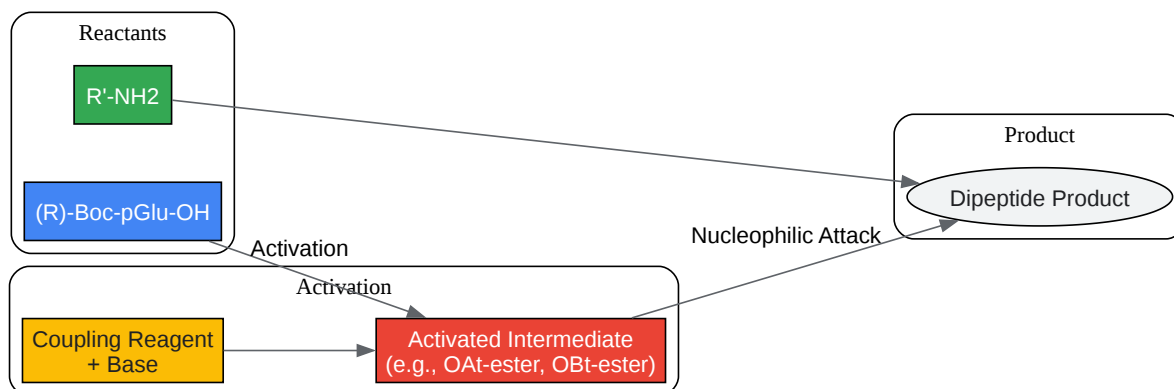 Reactants
R'-NH2
(R)-Boc-pGlu-OH
Activation
Activation
Coupling Reagent
+ Base
Activated Intermediate
(e.g., OAt-ester, OBt-ester)
Nucleophilic Attack
Product
Dipeptide Product